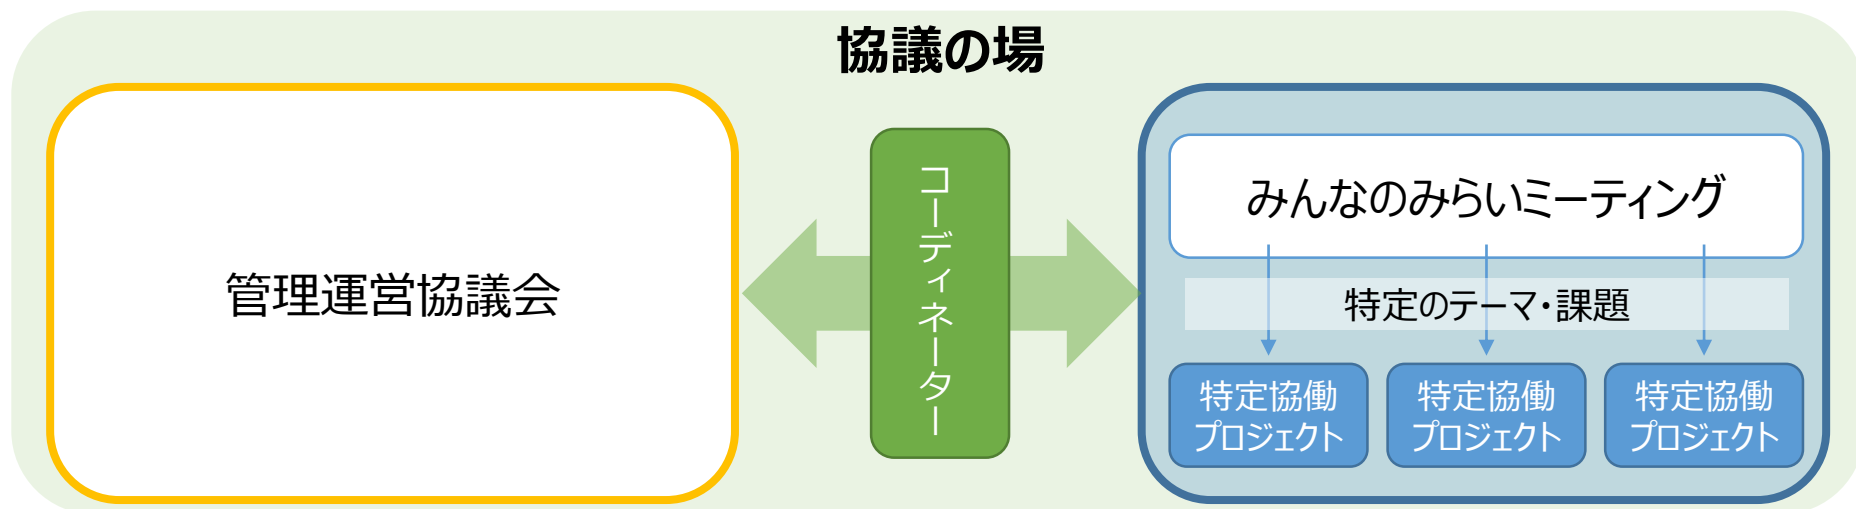 協議の場
管理運営協議会
コーディネーター
みんなのみらいミーティング
特定のテーマ・課題
特定協働
プロジェクト
特定協働
プロジェクト
特定協働
プロジェクト